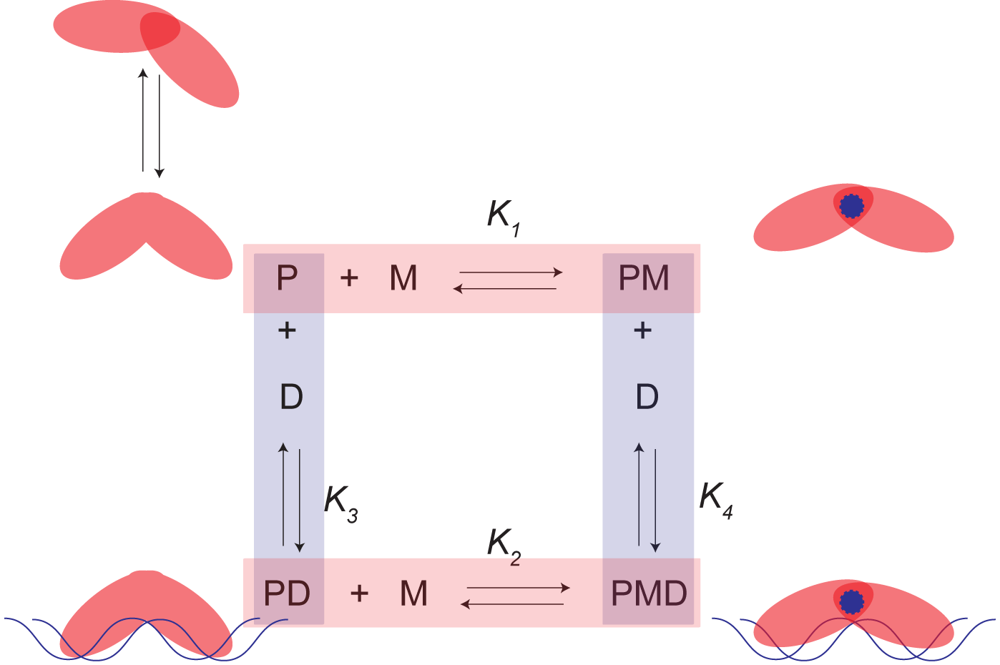 K1
P + M PM
+ +
D D
K3 K4
K2
PD + M PMD